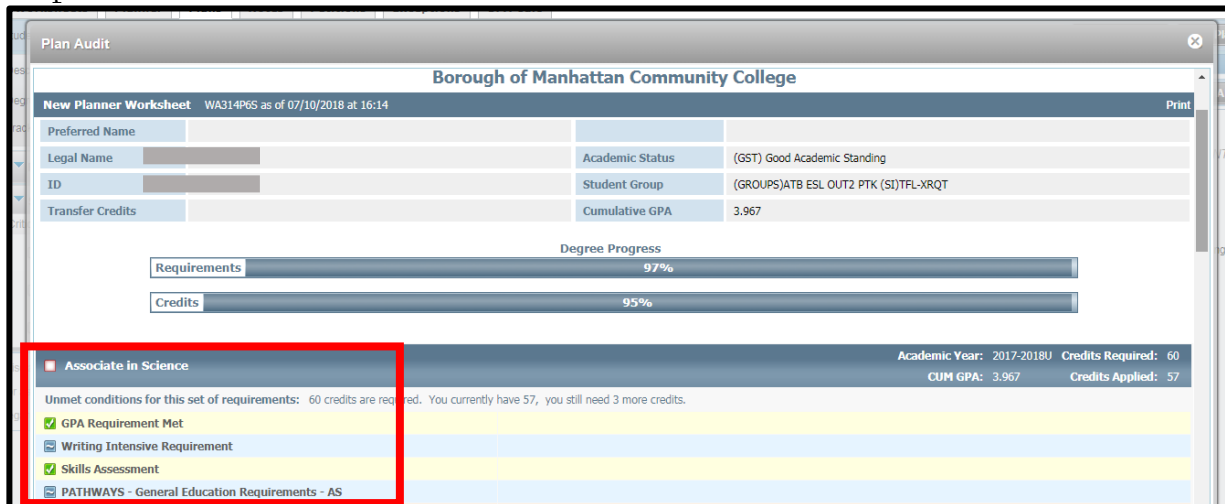 Plan Audit
Borough of Manhattan Community College
New Planner Worksheet WA314P6S as of 07/10/2018 at 16:14 Print
Preferred Name
Legal Name Academic Status (GST) Good Academic Standing
ID Student Group (GROUPS)ATB ESL OUT2 PTK (SI)TFL-XRQT
Transfer Credits Cumulative GPA 3.967
Degree Progress
Requirements 97%
Credits 95%
Associate in Science Academic Year: 2017-2018U Credits Required: 60
CUM GPA: 3.967 Credits Applied: 57
Unmet conditions for this set of requirements: 60 credits are required. You currently have 57, you still need 3 more credits.
GPA Requirement Met
Writing Intensive Requirement
Skills Assessment
PATHWAYS - General Education Requirements - AS